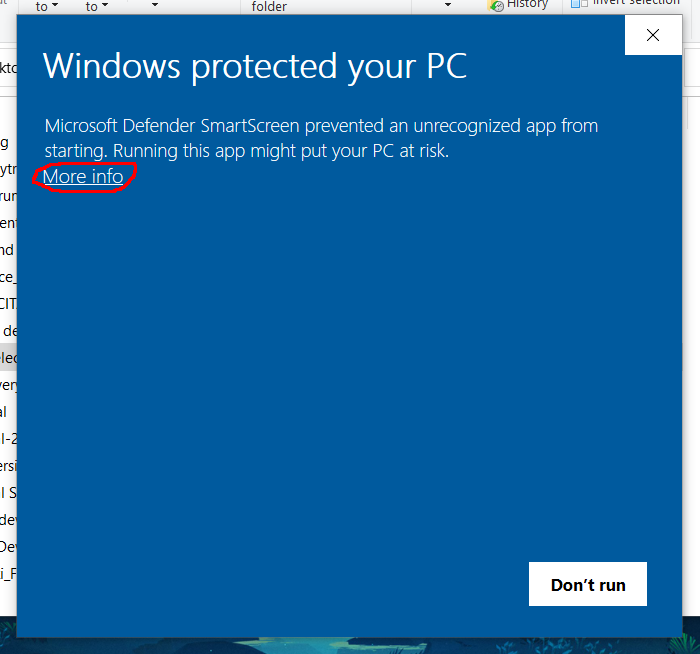 to to folder History Invert selection
Windows protected your PC
Microsoft Defender SmartScreen prevented an unrecognized app from
starting. Running this app might put your PC at risk.
More info
Don't run